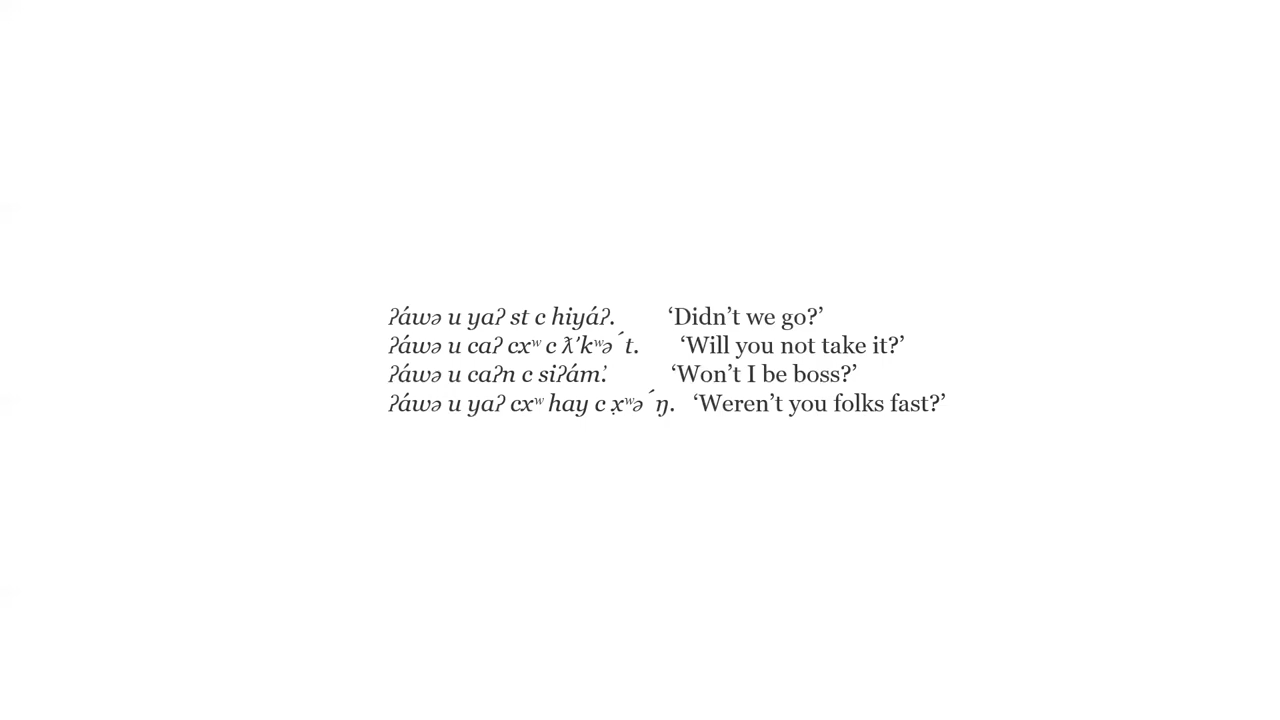 ʔáwə u yaʔ st c hiyáʔ. ‘Didn’t we go?’
ʔáwə u caʔ cxʷ c ƛ̕kʷə́t. ‘Will you not take it?’
ʔáwə u caʔn c siʔám̕. ‘Won’t I be boss?’
ʔáwə u yaʔ cxʷ hay c x̣ʷə́ŋ. ‘Weren’t you folks fast?’